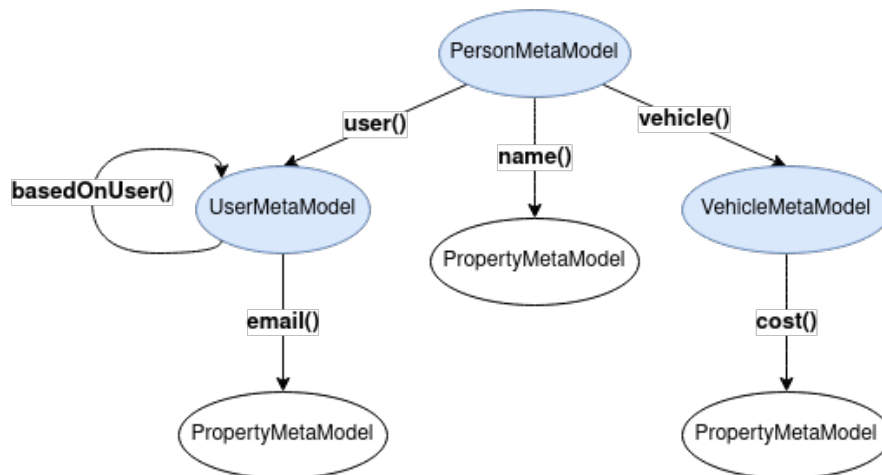 PersonMetaModel
user()
vehicle()
name()
basedOnUser()
UserMetaModel
VehicleMetaModel
PropertyMetaModel
email()
cost()
PropertyMetaModel
PropertyMetaModel